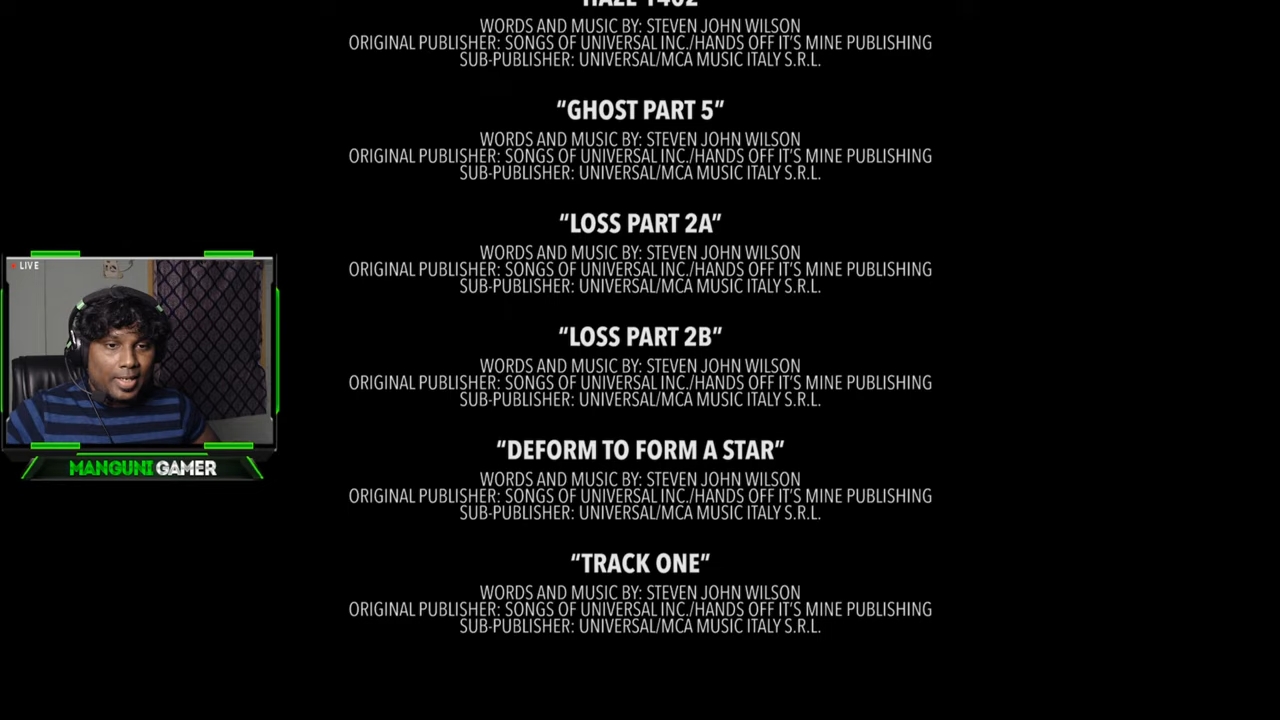 HAZE 1402
WORDS AND MUSIC BY: STEVEN JOHN WILSON
ORIGINAL PUBLISHER: SONGS OF UNIVERSAL INC./HANDS OFF IT'S MINE PUBLISHING
SUB-PUBLISHER: UNIVERSAL/MCA MUSIC ITALY S.R.L.
“GHOST PART 5”
WORDS AND MUSIC BY: STEVEN JOHN WILSON
ORIGINAL PUBLISHER: SONGS OF UNIVERSAL INC./HANDS OFF IT'S MINE PUBLISHING
SUB-PUBLISHER: UNIVERSAL/MCA MUSIC ITALY S.R.L.
“LOSS PART 2A”
WORDS AND MUSIC BY: STEVEN JOHN WILSON
ORIGINAL PUBLISHER: SONGS OF UNIVERSAL INC./HANDS OFF IT'S MINE PUBLISHING
SUB-PUBLISHER: UNIVERSAL/MCA MUSIC ITALY S.R.L.
“LOSS PART 2B”
WORDS AND MUSIC BY: STEVEN JOHN WILSON
ORIGINAL PUBLISHER: SONGS OF UNIVERSAL INC./HANDS OFF IT'S MINE PUBLISHING
SUB-PUBLISHER: UNIVERSAL/MCA MUSIC ITALY S.R.L.
“DEFORM TO FORM A STAR”
WORDS AND MUSIC BY: STEVEN JOHN WILSON
ORIGINAL PUBLISHER: SONGS OF UNIVERSAL INC./HANDS OFF IT'S MINE PUBLISHING
SUB-PUBLISHER: UNIVERSAL/MCA MUSIC ITALY S.R.L.
“TRACK ONE”
WORDS AND MUSIC BY: STEVEN JOHN WILSON
ORIGINAL PUBLISHER: SONGS OF UNIVERSAL INC./HANDS OFF IT'S MINE PUBLISHING
SUB-PUBLISHER: UNIVERSAL/MCA MUSIC ITALY S.R.L.
LIVE
MANGUNI GAMER